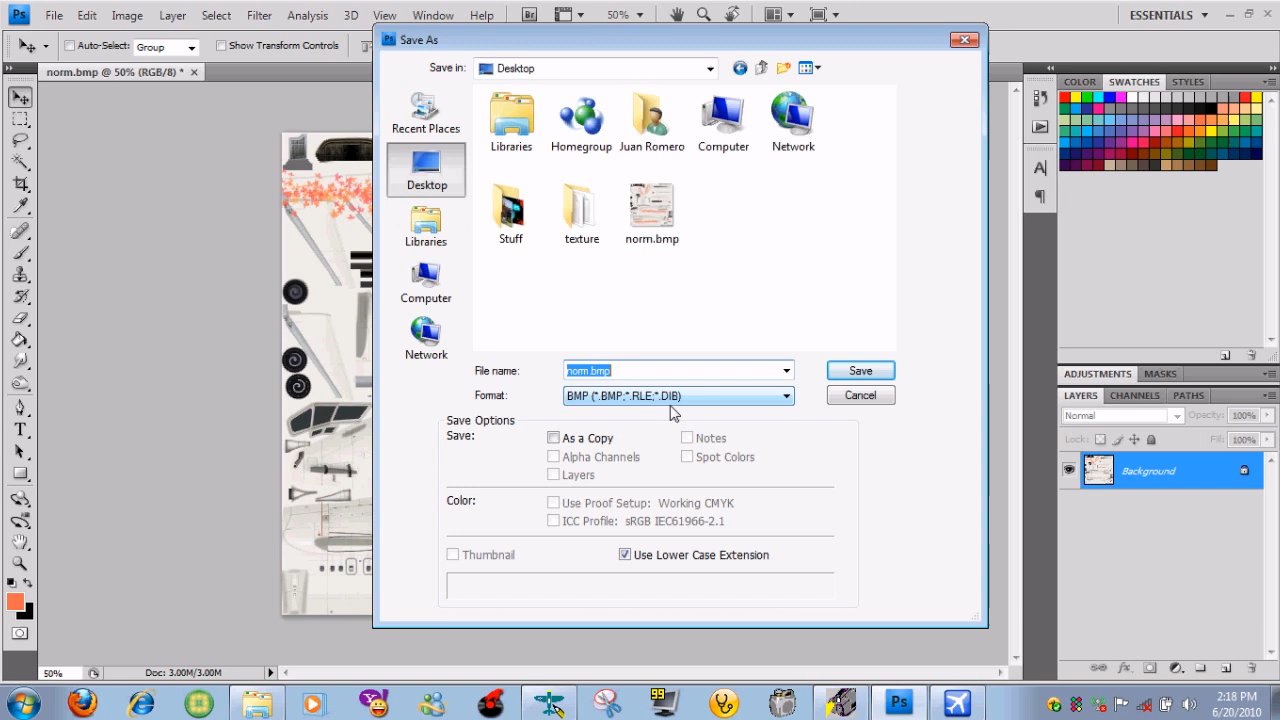 Ps File Edit Image Layer Select Filter Analysis 3D View Window Help Br 50% ESSENTIALS
Auto-Select: Group Show Transform Controls
norm.bmp @ 50% (RGB/8) *
Save As
Save in: Desktop
Recent Places
Desktop
Libraries
Computer
Network
Libraries Homegroup Juan Romero Computer Network
Stuff texture norm.bmp
File name: norm.bmp Save
Format: BMP (*.BMP;*.RLE;*.DIB) Cancel
Save Options
Save: As a Copy Notes
Alpha Channels Spot Colors
Layers
Color: Use Proof Setup: Working CMYK
ICC Profile: sRGB IEC61966-2.1
Thumbnail Use Lower Case Extension
COLOR SWATCHES STYLES
ADJUSTMENTS MASKS
LAYERS CHANNELS PATHS
Normal Opacity: 100%
Lock: Fill: 100%
Background
50% Doc: 3.00M/3.00M
99 Ps 2:18 PM
6/20/2010